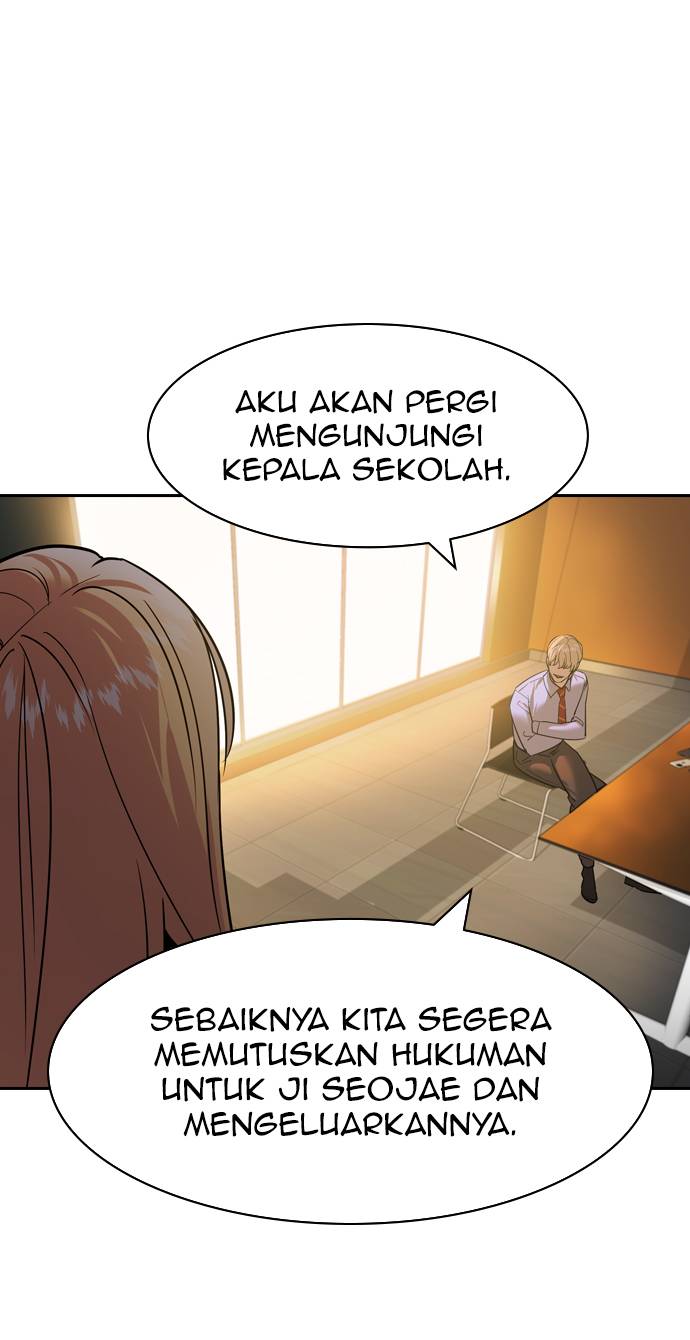 AKU AKAN PERGI
MENGUNJUNGI
KEPALA SEKOLAH.
SEBAIKNYA KITA SEGERA
MEMUTUSKAN HUKUMAN
UNTUK JI SEOJAE DAN
MENGELUARKANNYA.